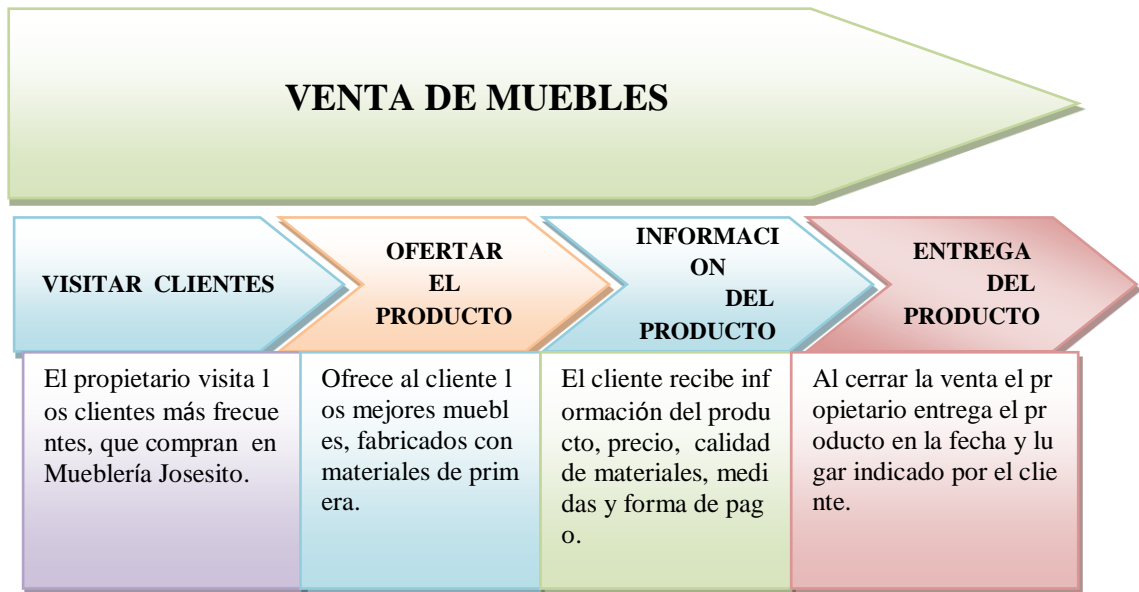 VENTA DE MUEBLES
VISITAR CLIENTES
OFERTAR
EL
PRODUCTO
INFORMACI
ON
DEL
PRODUCTO
ENTREGA
DEL
PRODUCTO
El propietario visita l
os clientes más frecue
ntes, que compran en
Mueblería Josesito.
Ofrece al cliente l
os mejores muebl
es, fabricados con
materiales de prim
era.
El cliente recibe inf
ormación del produ
cto, precio, calidad
de materiales, medi
das y forma de pag
o.
Al cerrar la venta el pr
opietario entrega el pr
oducto en la fecha y lu
gar indicado por el clie
nte.